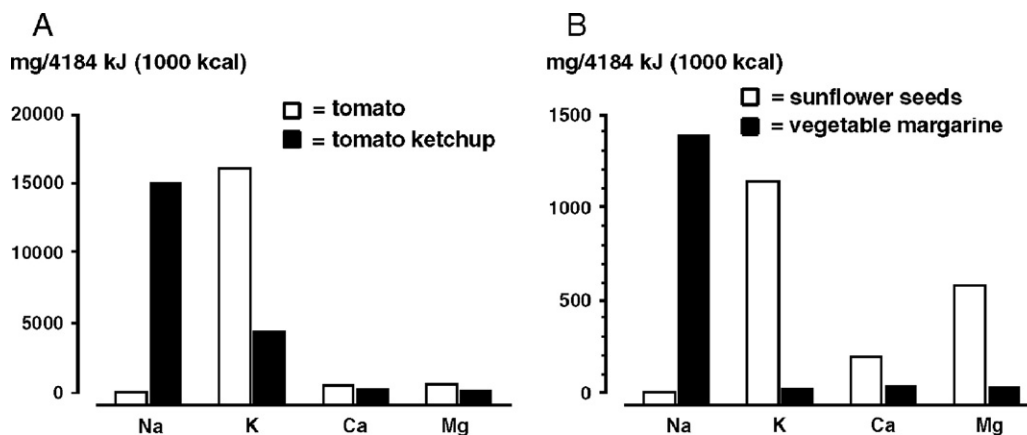 A
mg/4184 kJ (1000 kcal)
20000
15000
10000
5000
0
= tomato
= tomato ketchup
Na K Ca Mg
B
mg/4184 kJ (1000 kcal)
1500
1000
500
0
= sunflower seeds
= vegetable margarine
Na K Ca Mg